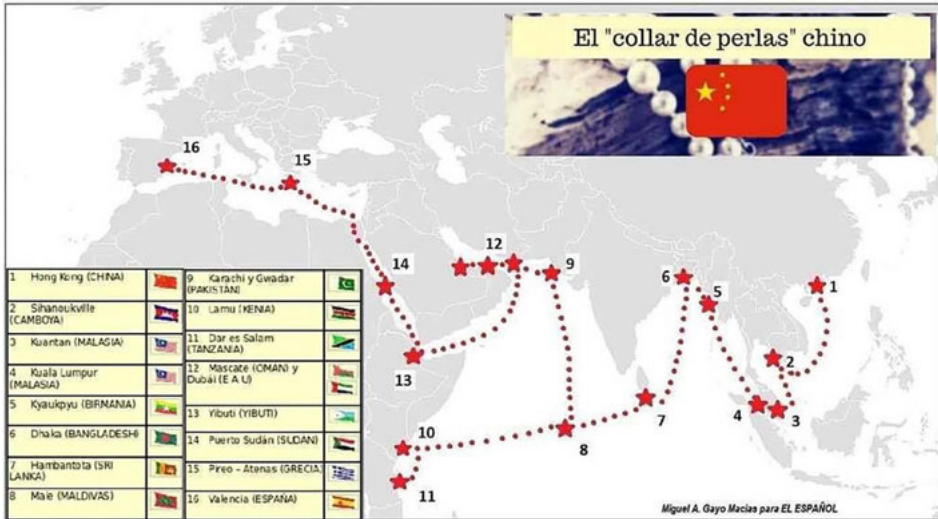 El "collar de perlas" chino
16
15
14
12
9
6
5
1
13
2
4
3
10
7
8
11
1 Hong Kong (CHINA)
2 Sihanoukville
(CAMBOYA)
3 Kuantan (MALASIA)
4 Kuala Lumpur
(MALASIA)
5 Kyaukpyu (BIRMANIA)
6 Dhaka (BANGLADESH)
7 Hambantota (SRI
LANKA)
8 Male (MALDIVAS)
9 Karachi y Gwadar
(PAKISTAN)
10 Lamu (KENIA)
11 Dar es Salam
(TANZANIA)
12 Mascate (OMAN) y
Dubái (E A U)
13 Yibuti (YIBUTI)
14 Puerto Sudán (SUDAN)
15 Pireo - Atenas (GRECIA)
16 Valencia (ESPAÑA)
Miguel A. Gayo Macías para EL ESPAÑOL